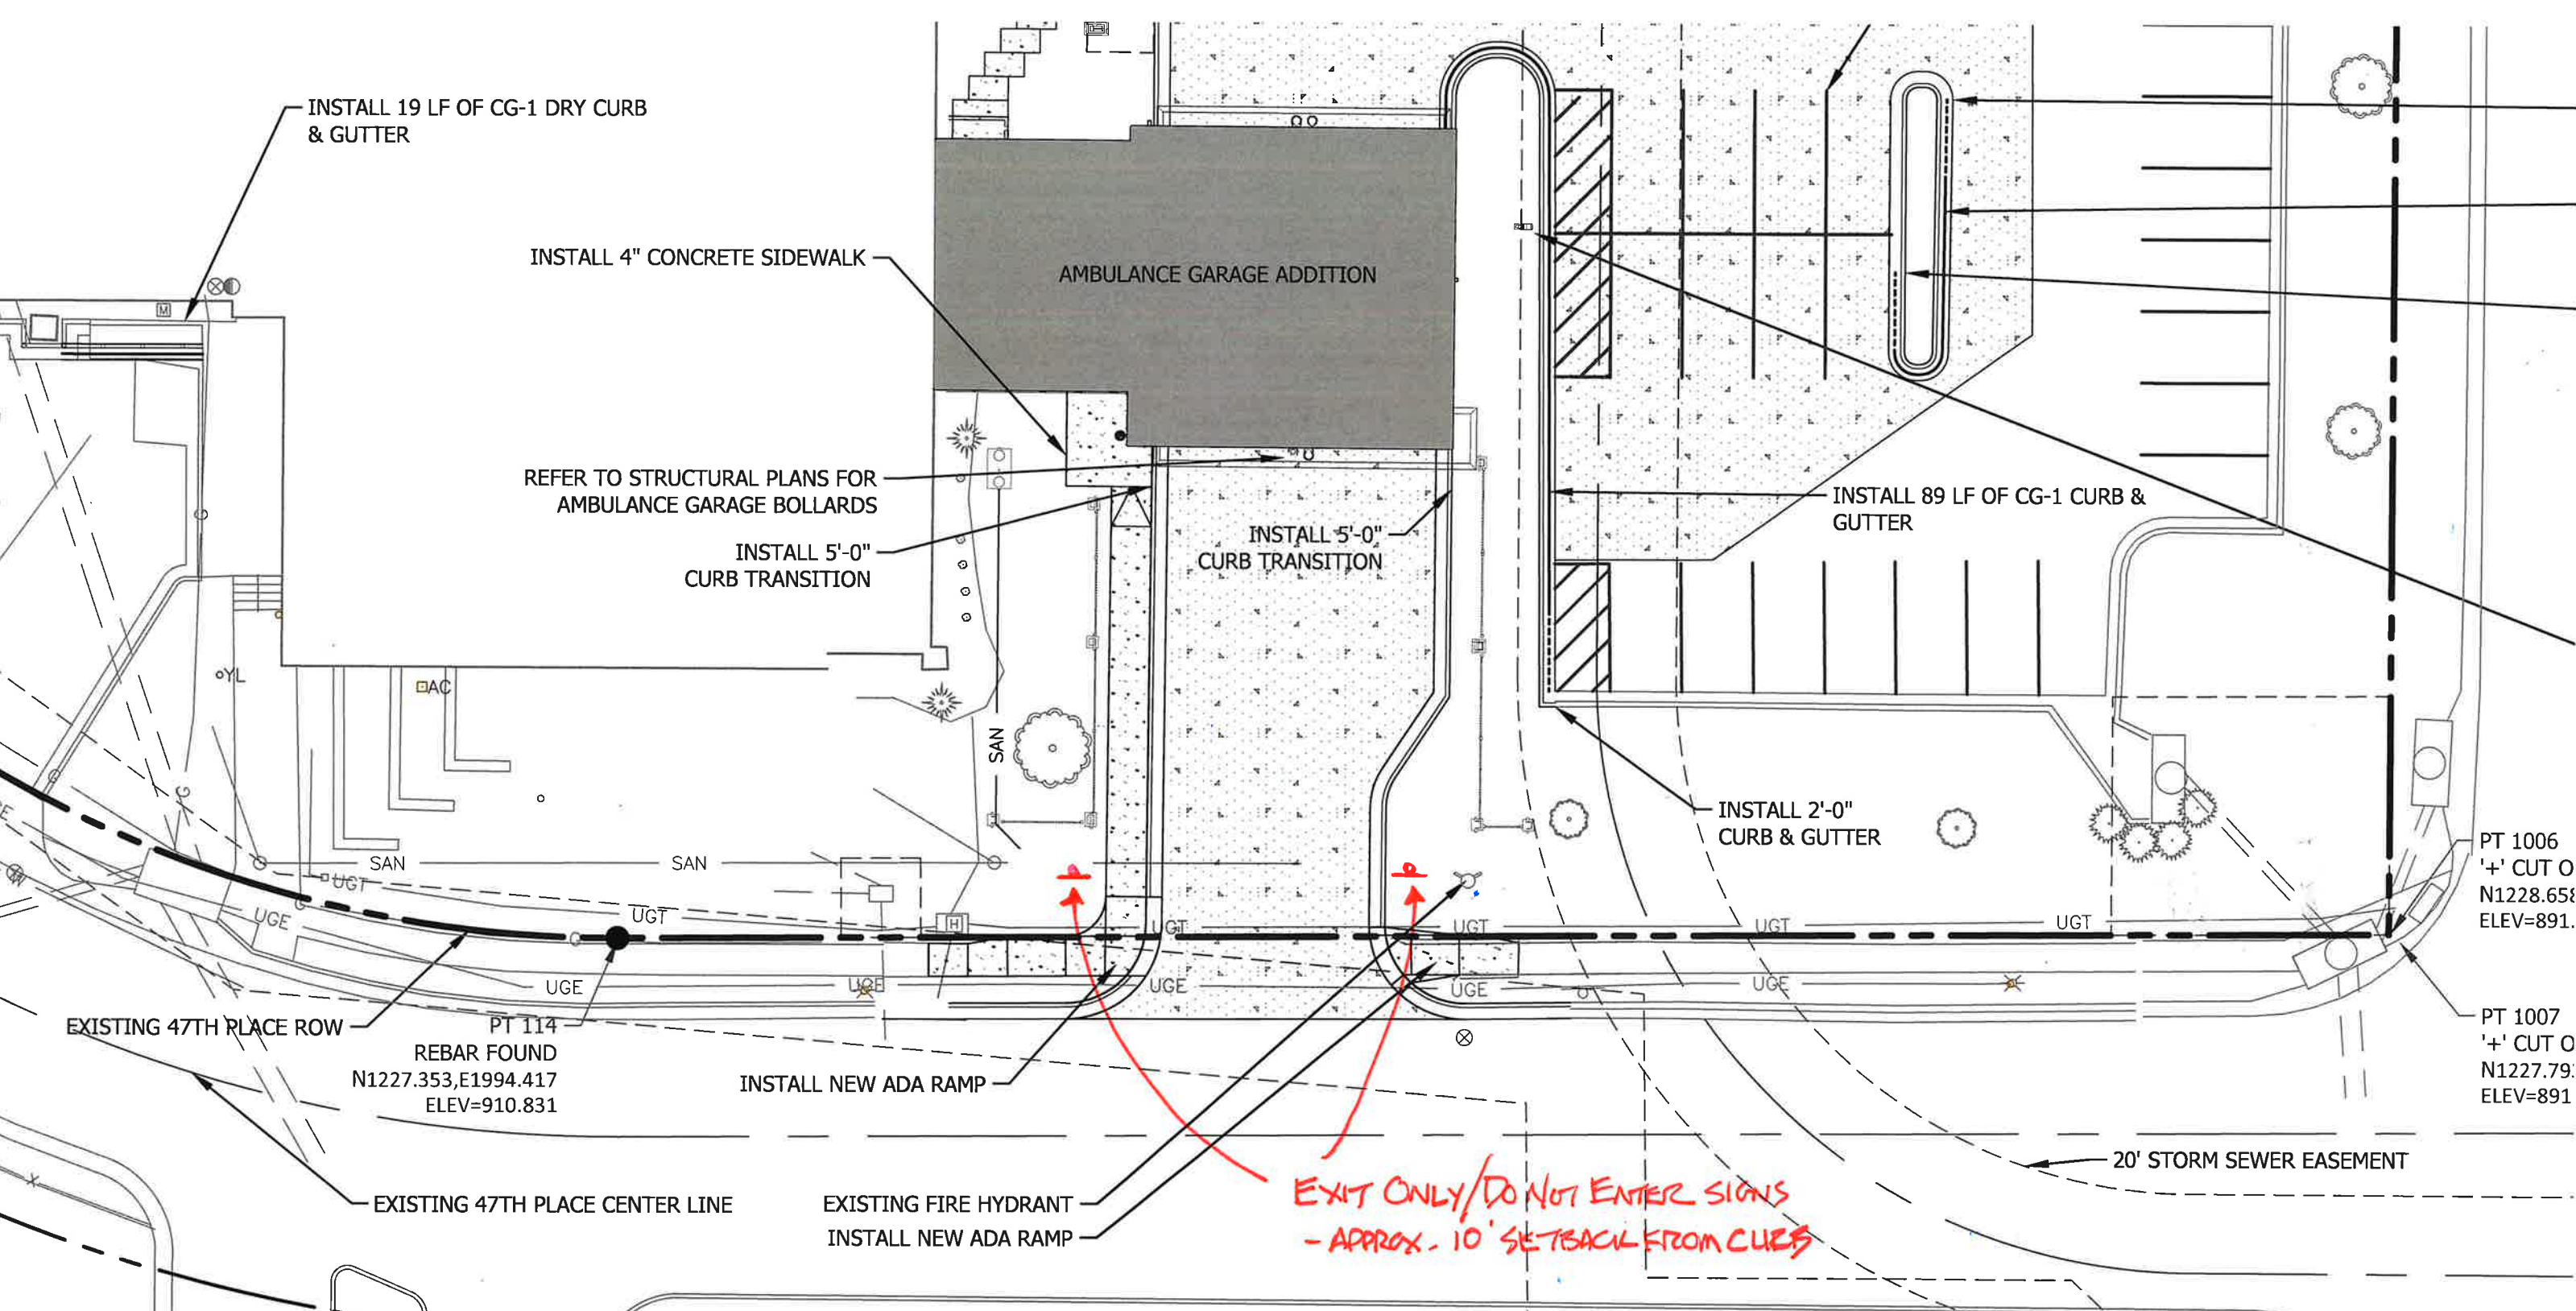 INSTALL 19 LF OF CG-1 DRY CURB
& GUTTER
INSTALL 4" CONCRETE SIDEWALK
AMBULANCE GARAGE ADDITION
M
REFER TO STRUCTURAL PLANS FOR
AMBULANCE GARAGE BOLLARDS
INSTALL 5'-0"
CURB TRANSITION
INSTALL 5'-0"
CURB TRANSITION
INSTALL 89 LF OF CG-1 CURB &
GUTTER
G
YL
AC
SAN
G
INSTALL 2'-0"
CURB & GUTTER
SAN
SAN
UGT
UGE
UGT
H
UGT
UGT
UGT
UGT
PT 1006
'+' CUT O
N1228.658
ELEV=891.
UGE
UGE
UGE
UGE
UGE
EXISTING 47TH PLACE ROW
PT 114
REBAR FOUND
N1227.353,E1994.417
ELEV=910.831
INSTALL NEW ADA RAMP
PT 1007
'+' CUT O
N1227.79
ELEV=891
20' STORM SEWER EASEMENT
EXISTING 47TH PLACE CENTER LINE
EXISTING FIRE HYDRANT
INSTALL NEW ADA RAMP
EXIT ONLY/DO NOT ENTER SIGNS
- APPROX. 10' SETBACK FROM CURB